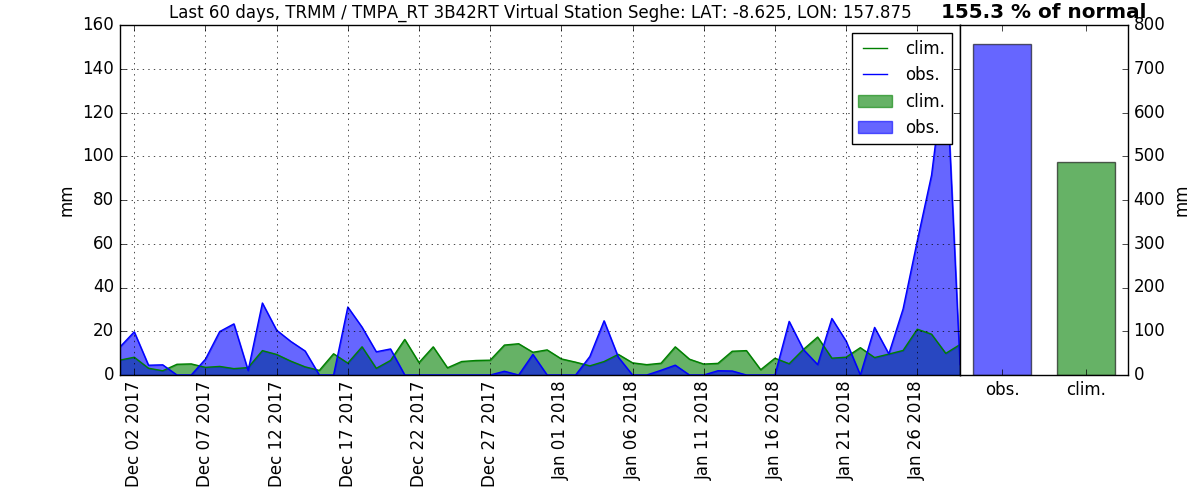 Last 60 days, TRMM / TMPA_RT 3B42RT Virtual Station Seghe: LAT: -8.625, LON: 157.875
155.3 % of normal
160
140
120
100
80
60
40
20
0
mm
clim.
obs.
clim.
obs.
800
700
600
500
400
300
200
100
0
mm
Dec 02 2017
Dec 07 2017
Dec 12 2017
Dec 17 2017
Dec 22 2017
Dec 27 2017
Jan 01 2018
Jan 06 2018
Jan 11 2018
Jan 16 2018
Jan 21 2018
Jan 26 2018
obs.
clim.